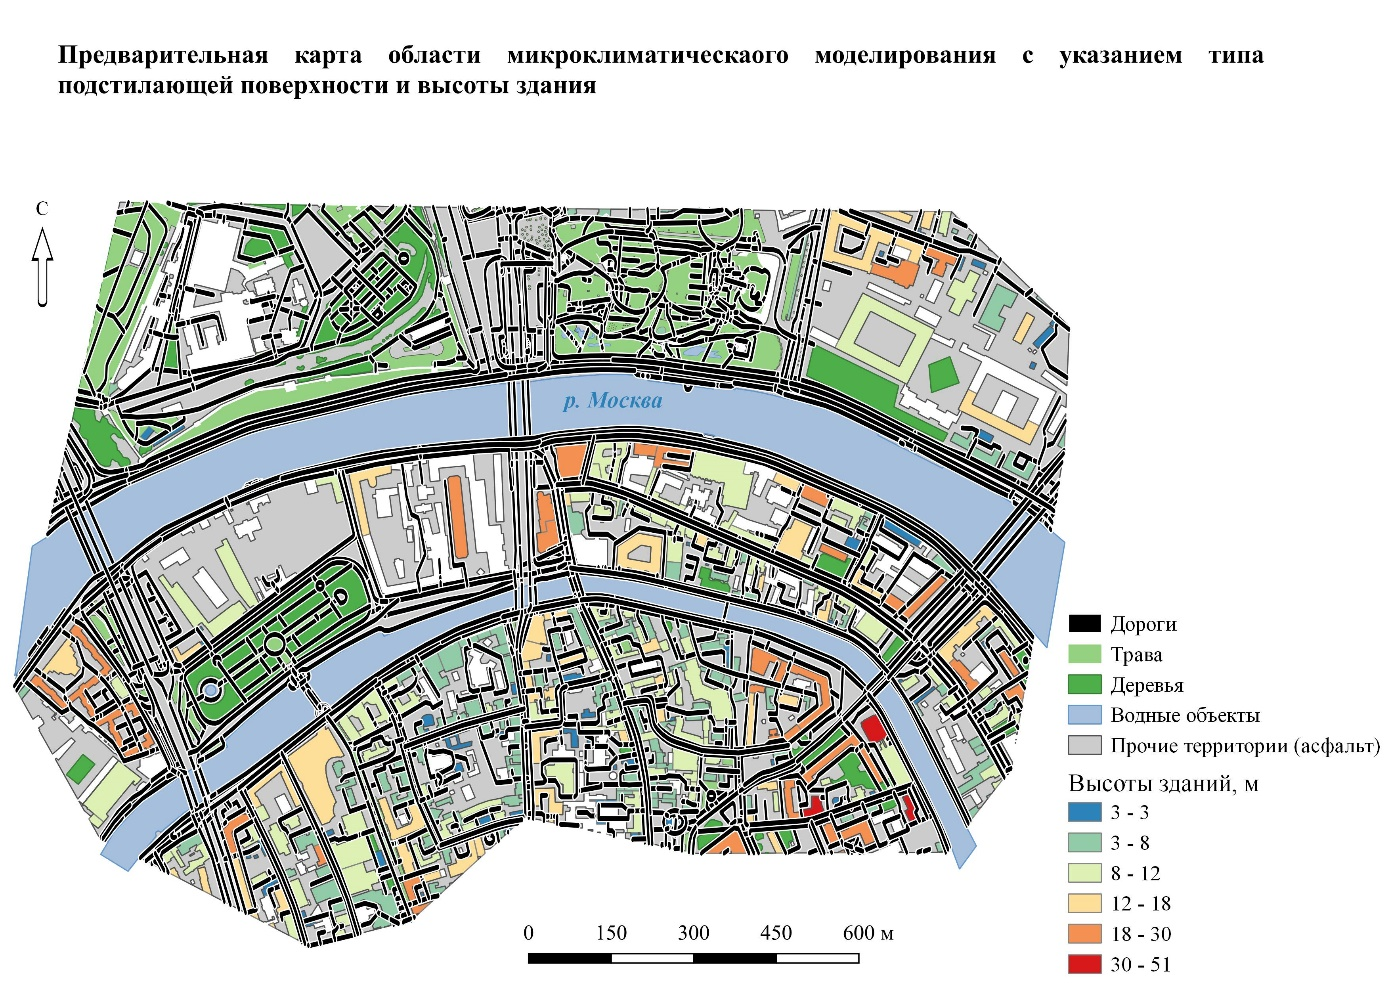 Предварительная карта области микроклиматическаого моделирования с указанием типа
подстилающей поверхности и высоты здания
С
р. Москва
Дороги
Трава
Деревья
Водные объекты
Прочие территории (асфальт)
Высоты зданий, м
3 - 3
3 - 8
8 - 12
12 - 18
18 - 30
30 - 51
0 150 300 450 600 м